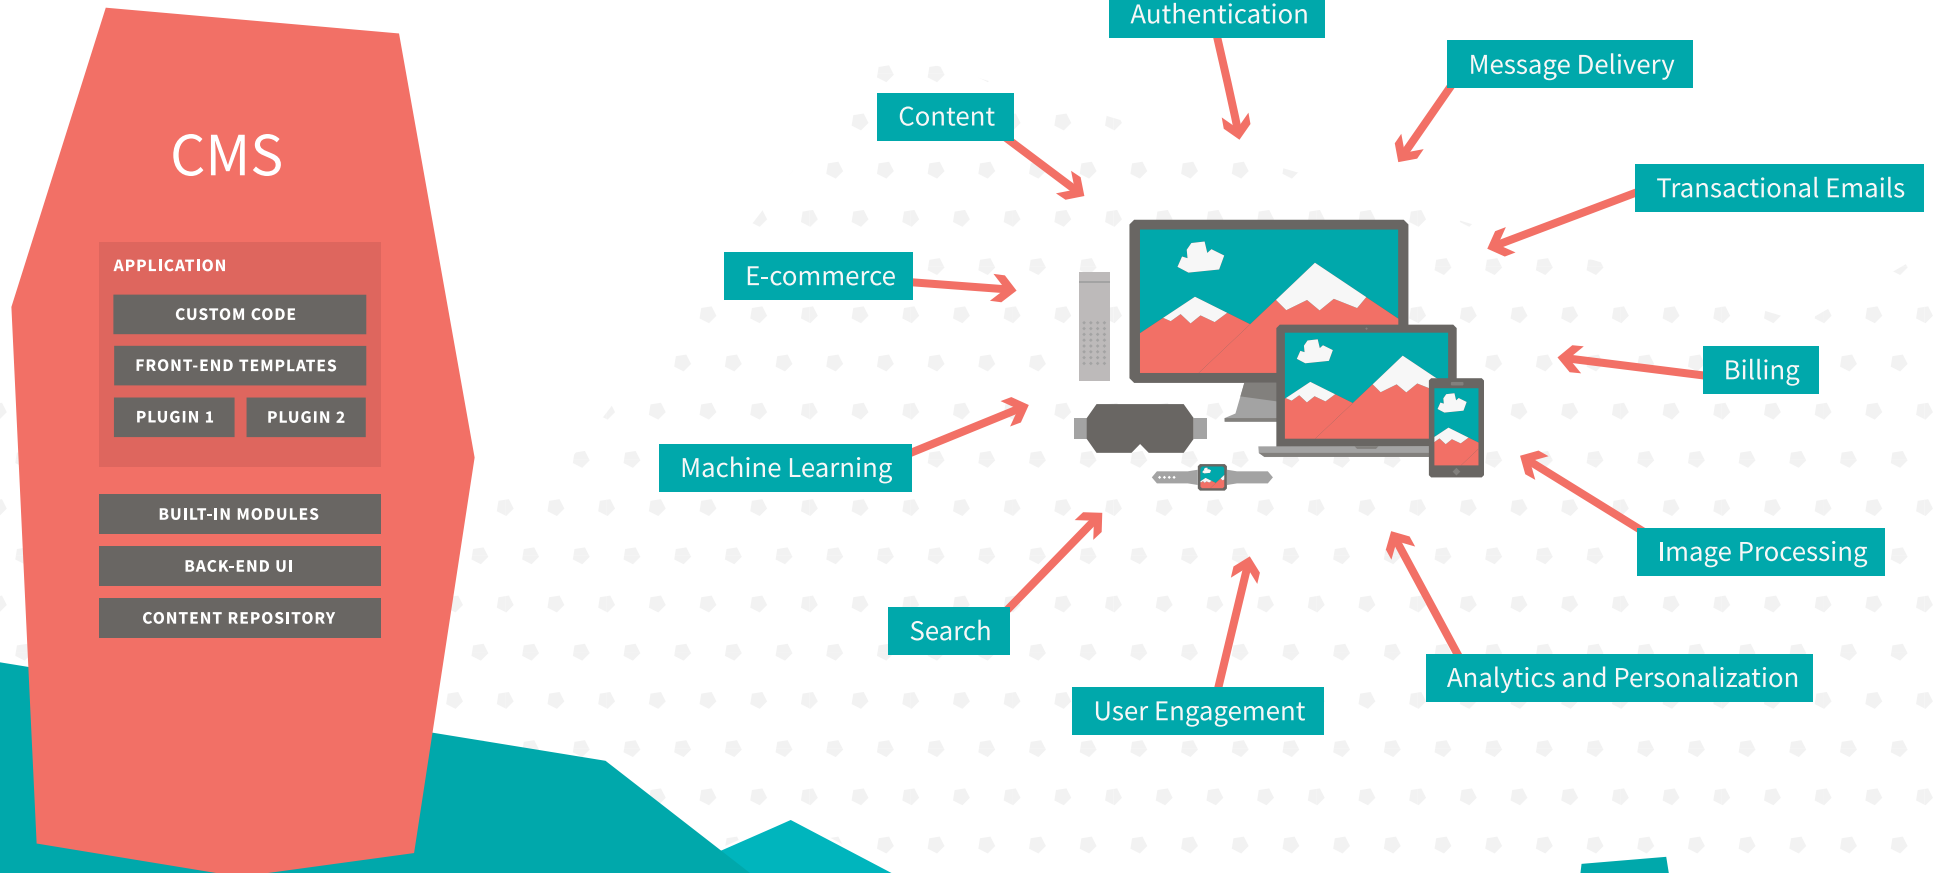 CMS
APPLICATION
CUSTOM CODE
FRONT-END TEMPLATES
PLUGIN 1
PLUGIN 2
BUILT-IN MODULES
BACK-END UI
CONTENT REPOSITORY
Authentication
Message Delivery
Content
Transactional Emails
E-commerce
Billing
Machine Learning
Image Processing
Search
Analytics and Personalization
User Engagement